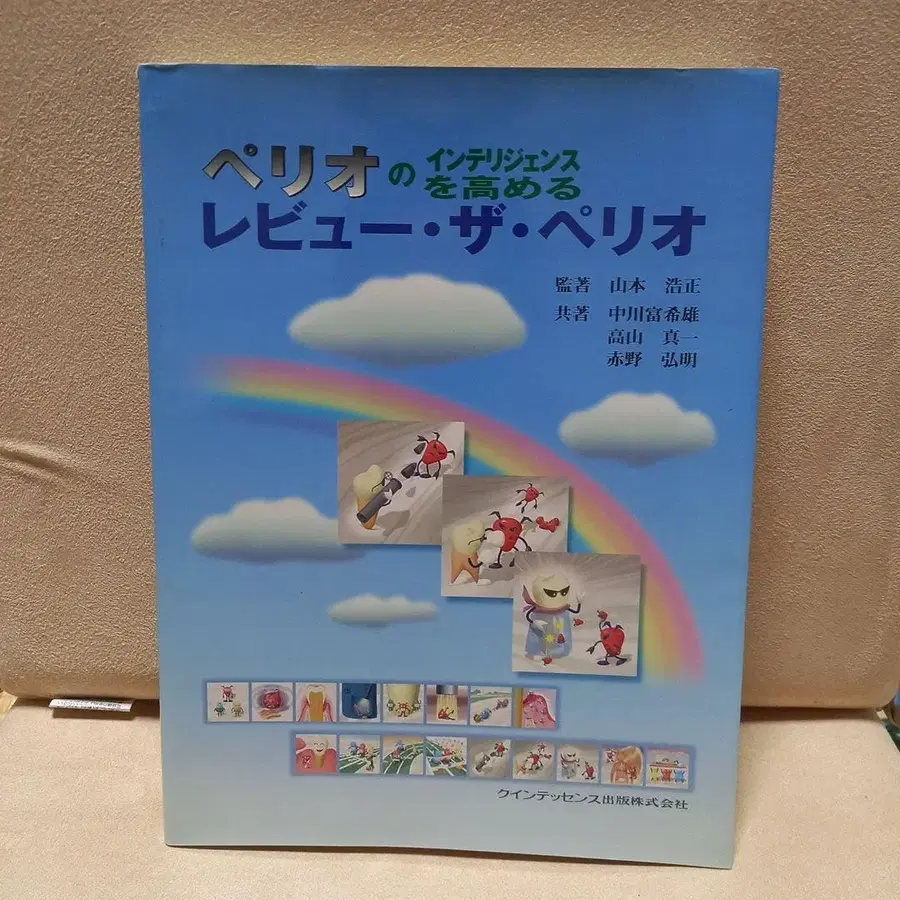 ペリオのインテリジェンスを高める
レビュー・ザ・ペリオ
監著 山本 浩正
共著 中川富希雄
高山 真一
赤野 弘明
クインテッセンス出版株式会社